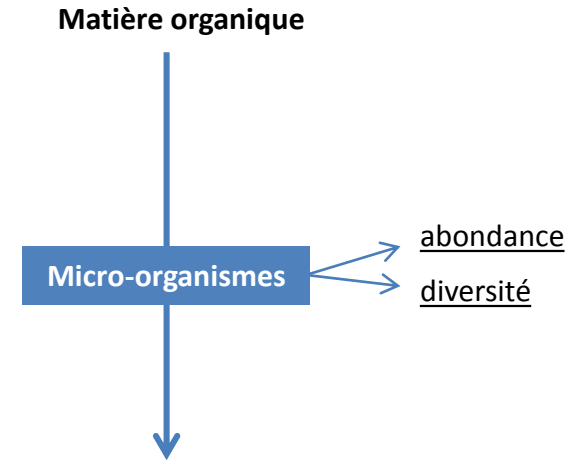 Matière organique
abondance
Micro-organismes
diversité